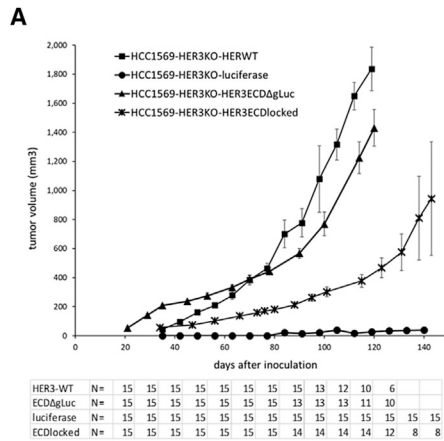 A
2,000
1,800
1,600
1,400
1,200
1,000
800
600
400
200
0
tumor volume (mm3)
HCC1569-HER3KO-HERWT
HCC1569-HER3KO-luciferase
HCC1569-HER3KO-HER3ECDΔgLuc
HCC1569-HER3KO-HER3ECDlocked
0 20 40 60 80 100 120 140
days after inoculation
HER3-WT N= 15 15 15 15 15 15 15 15 13 12 10 6
ECDΔgLuc N= 15 15 15 15 15 15 15 13 13 13 11 10
luciferase N= 15 15 15 15 15 15 15 15 15 15 15 15 15 15
ECDlocked N= 15 15 15 15 15 15 15 14 14 14 14 12 8 8